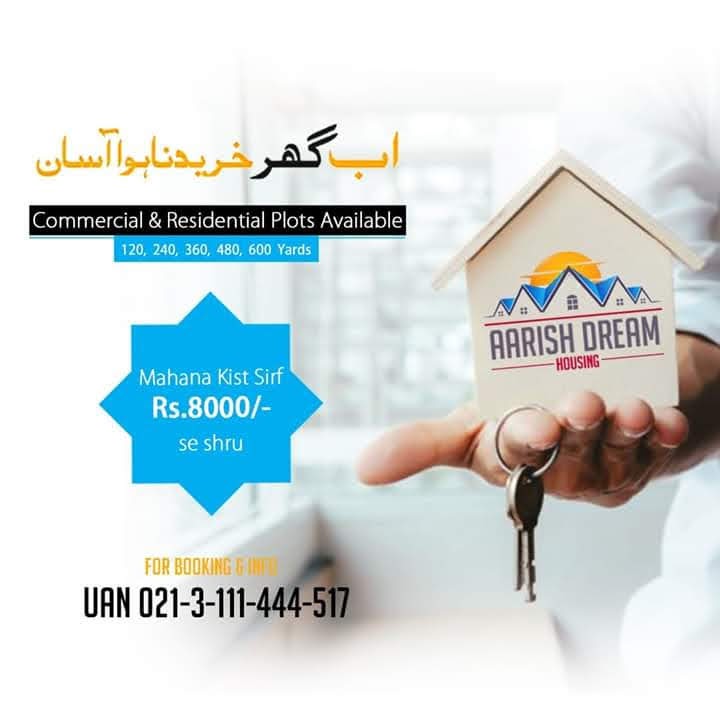 اب گھر خریدنا ہوا آسان
Commercial & Residential Plots Available
120, 240, 360, 480, 600 Yards
AARISH DREAM
HOUSING
Mahana Kist Sirf
Rs.8000/-
se shru
FOR BOOKING & INFO
UAN 021-3-111-444-517